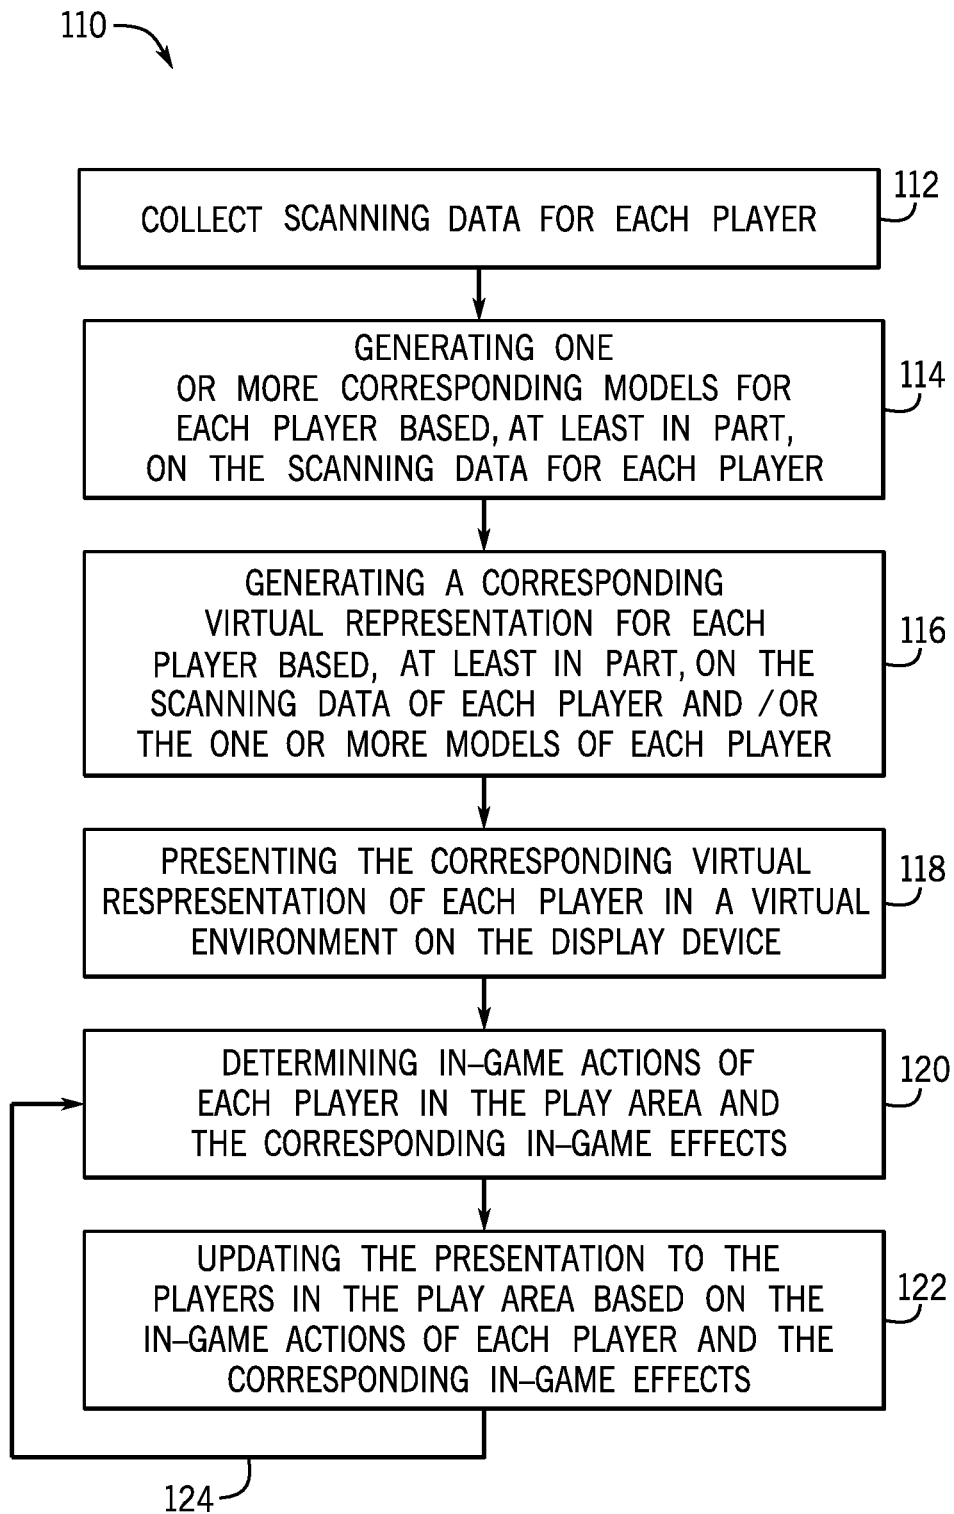 110
COLLECT SCANNING DATA FOR EACH PLAYER
112
GENERATING ONE
OR MORE CORRESPONDING MODELS FOR
EACH PLAYER BASED, AT LEAST IN PART,
ON THE SCANNING DATA FOR EACH PLAYER
114
GENERATING A CORRESPONDING
VIRTUAL REPRESENTATION FOR EACH
PLAYER BASED, AT LEAST IN PART, ON THE
SCANNING DATA OF EACH PLAYER AND /OR
THE ONE OR MORE MODELS OF EACH PLAYER
116
PRESENTING THE CORRESPONDING VIRTUAL
RESPRESENTATION OF EACH PLAYER IN A VIRTUAL
ENVIRONMENT ON THE DISPLAY DEVICE
118
DETERMINING IN–GAME ACTIONS OF
EACH PLAYER IN THE PLAY AREA AND
THE CORRESPONDING IN–GAME EFFECTS
120
UPDATING THE PRESENTATION TO THE
PLAYERS IN THE PLAY AREA BASED ON THE
IN–GAME ACTIONS OF EACH PLAYER AND THE
CORRESPONDING IN–GAME EFFECTS
122
124